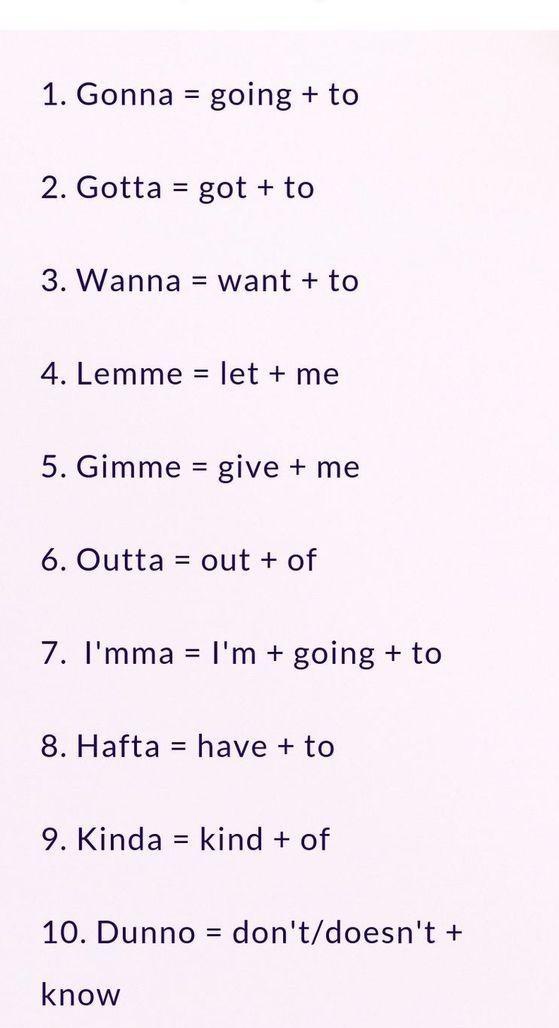 1. Gonna = going + to
2. Gotta = got + to
3. Wanna = want + to
4. Lemme = let + me
5. Gimme = give + me
6. Outta = out + of
7. I'mma = I'm + going + to
8. Hafta = have + to
9. Kinda = kind + of
10. Dunno = don't/doesn't +
know